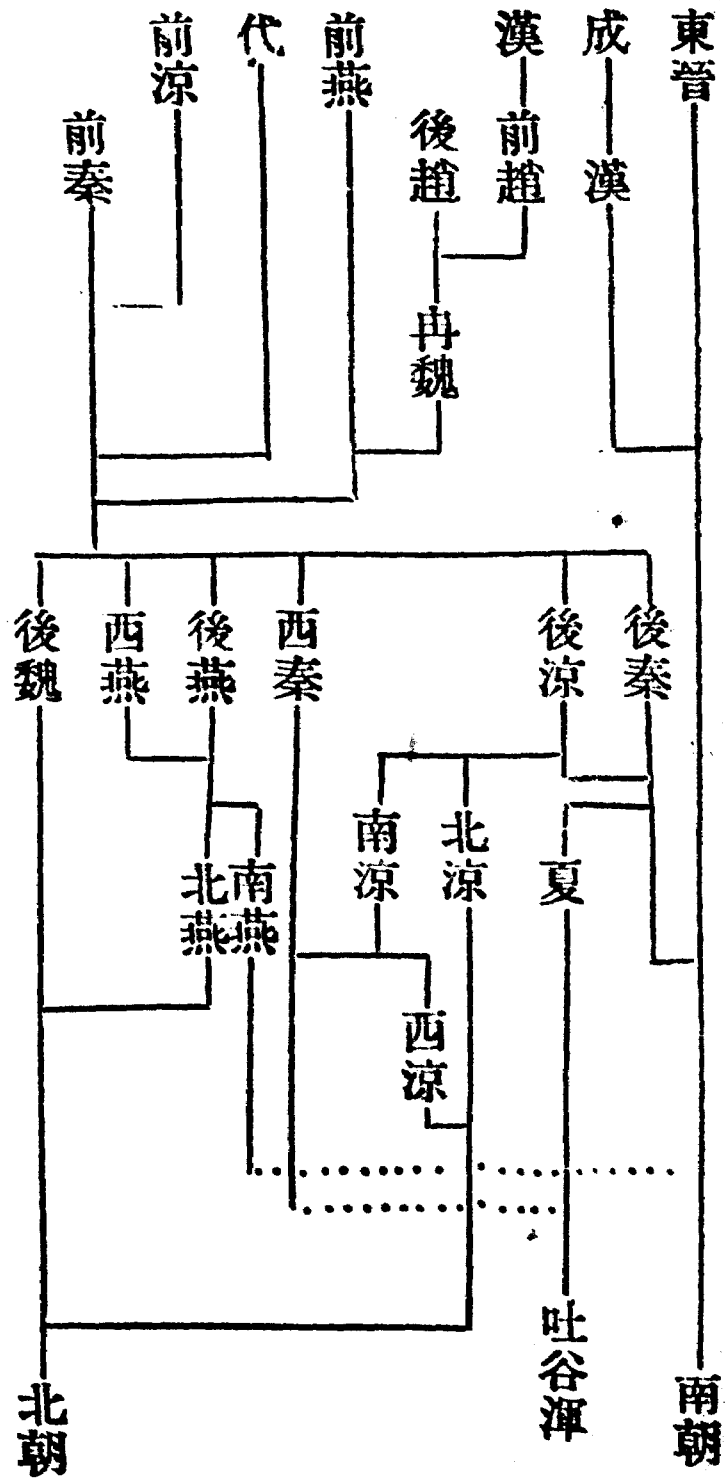 東晉
成
漢
漢
前趙
後趙
冉魏
前燕
代
前涼
前秦
後秦
後涼
西秦
後燕
西燕
後魏
夏
北涼
南涼
西涼
南燕
北燕
吐谷渾
南朝
北朝